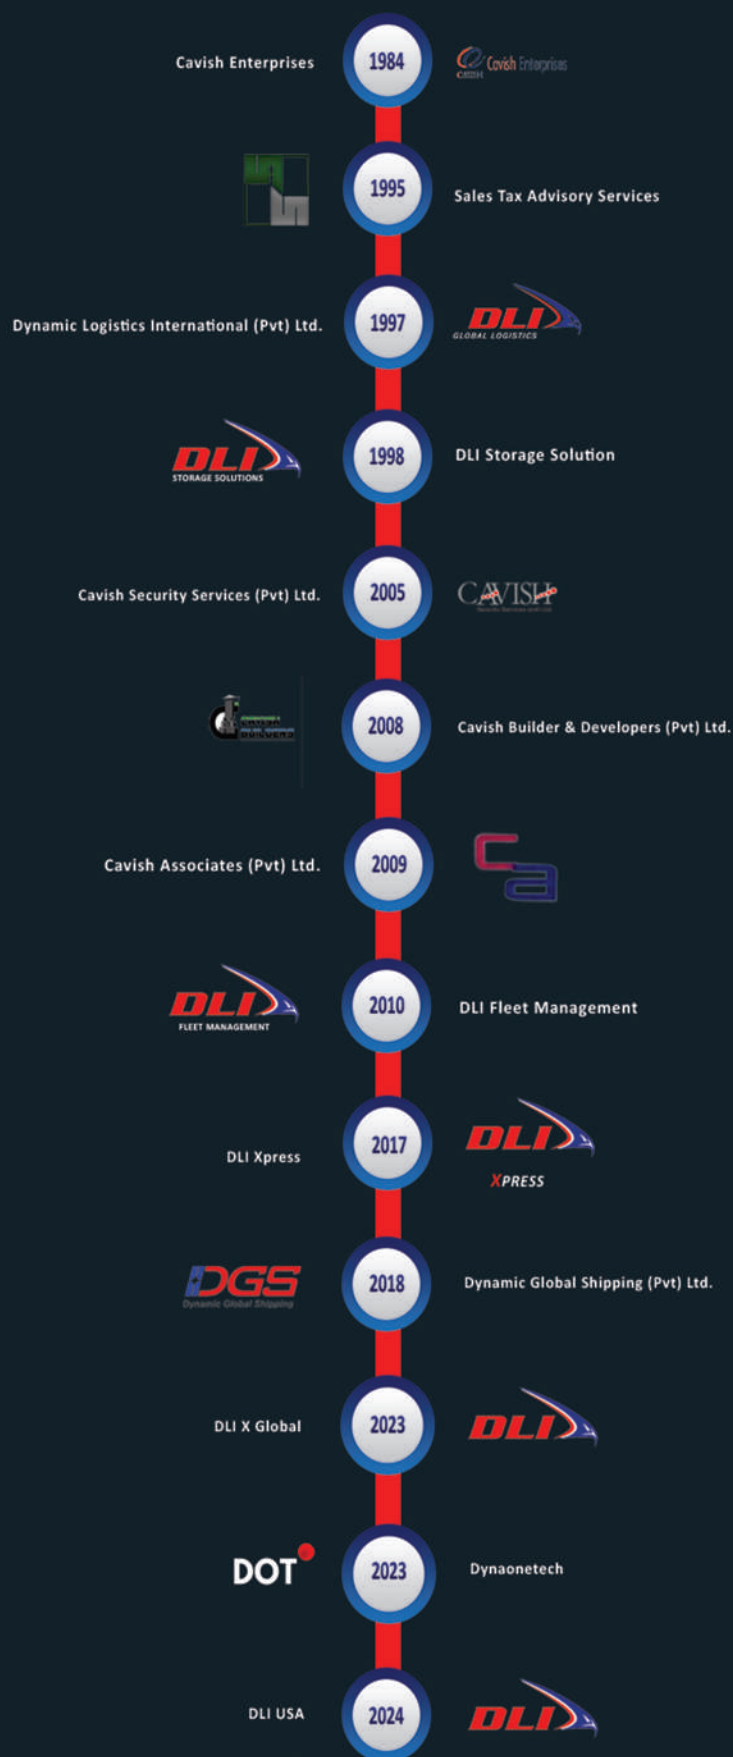 Cavish Enterprises
1984
Cavish Enterprises
CAVISH
1995
Sales Tax Advisory Services
Dynamic Logistics International (Pvt) Ltd.
1997
DLI
GLOBAL LOGISTICS
DLI
STORAGE SOLUTIONS
1998
DLI Storage Solution
Cavish Security Services (Pvt) Ltd.
2005
CAVISH
CAVISH
BUILDERS
2008
Cavish Builder & Developers (Pvt) Ltd.
Cavish Associates (Pvt) Ltd.
2009
ca
DLI
FLEET MANAGEMENT
2010
DLI Fleet Management
DLI Xpress
2017
DLI
XPRESS
DGS
Dynamic Global Shipping
2018
Dynamic Global Shipping (Pvt) Ltd.
DLI X Global
2023
DLI
DOT
2023
Dynaonetech
DLI USA
2024
DLI